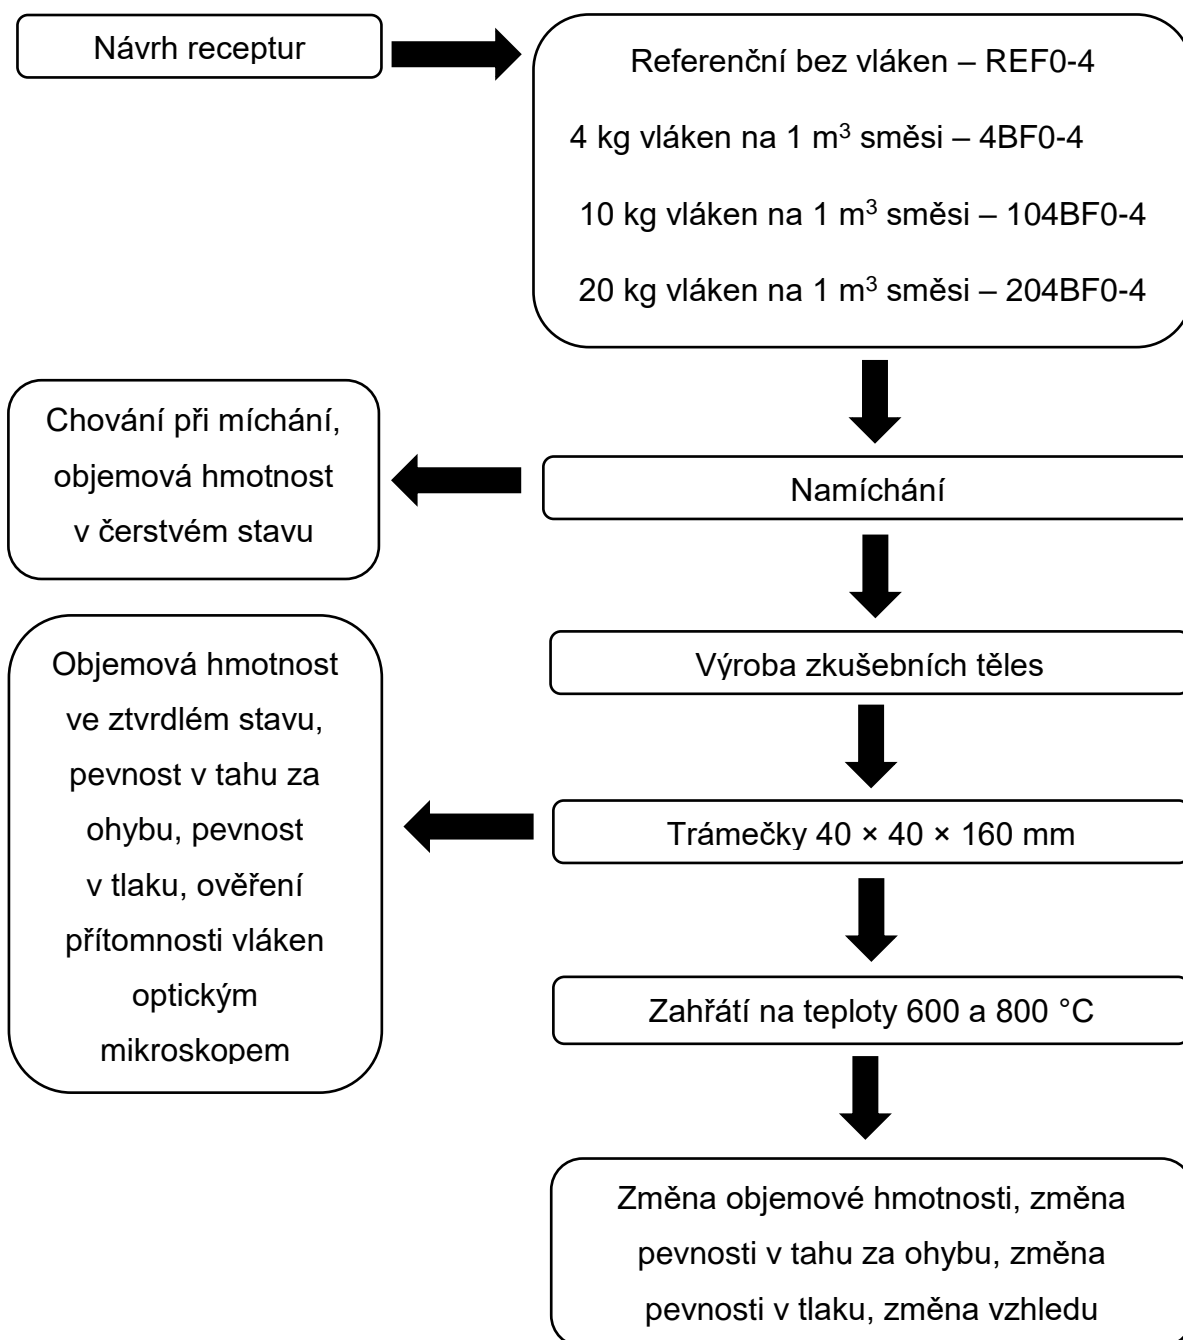 Návrh receptur
Referenční bez vláken – REF0-4
4 kg vláken na 1 m³ směsi – 4BF0-4
10 kg vláken na 1 m³ směsi – 104BF0-4
20 kg vláken na 1 m³ směsi – 204BF0-4
Chování při míchání,
objemová hmotnost
v čerstvém stavu
Namíchání
Výroba zkušebních těles
Objemová hmotnost
ve ztvrdlém stavu,
pevnost v tahu za
ohybu, pevnost
v tlaku, ověření
přítomnosti vláken
optickým
mikroskopem
Trámečky 40 × 40 × 160 mm
Zahřátí na teploty 600 a 800 °C
Změna objemové hmotnosti, změna
pevnosti v tahu za ohybu, změna
pevnosti v tlaku, změna vzhledu